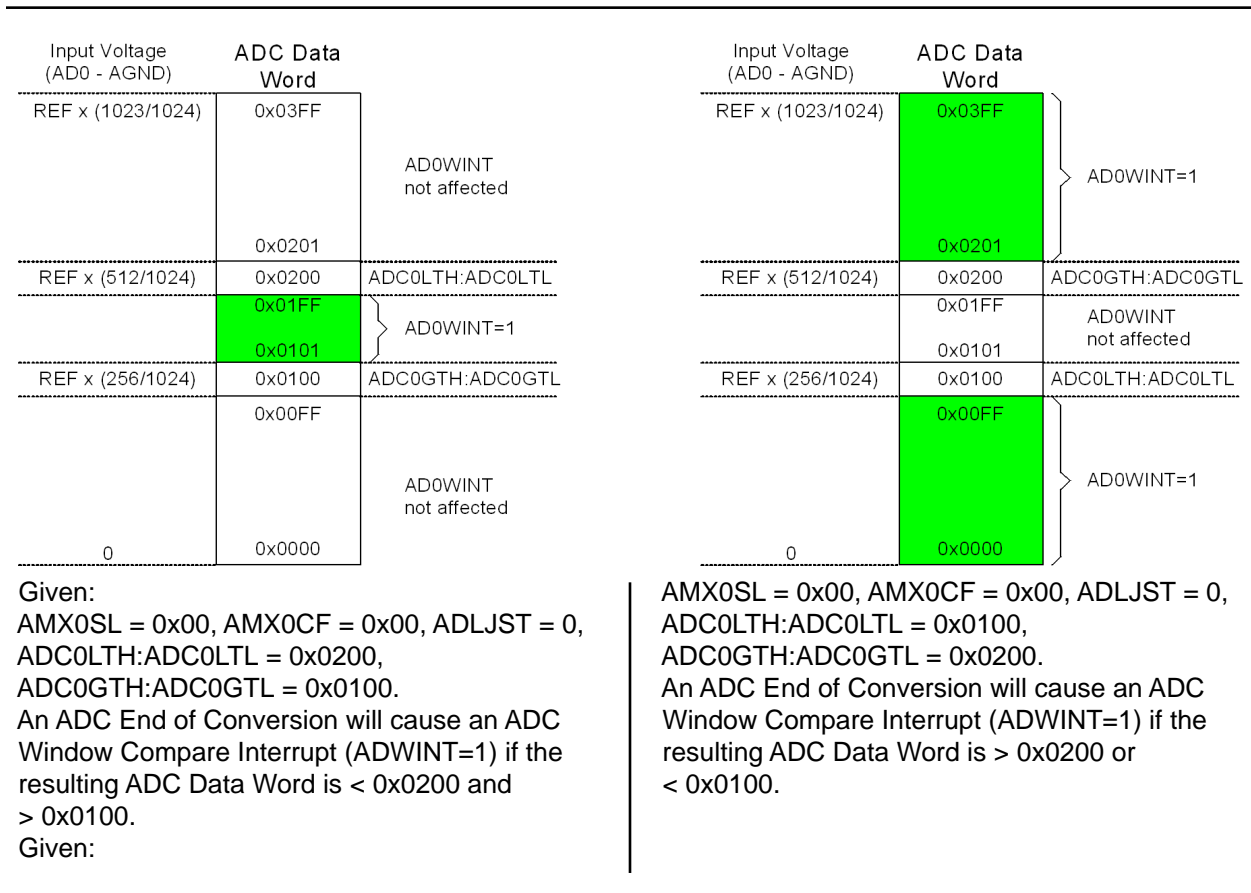 Input Voltage
(AD0 - AGND)
ADC Data
Word
REF x (1023/1024)
0x03FF
AD0WINT
not affected
0x0201
REF x (512/1024)
0x0200
ADC0LTH:ADC0LTL
0x01FF
AD0WINT=1
0x0101
REF x (256/1024)
0x0100
ADC0GTH:ADC0GTL
0x00FF
AD0WINT
not affected
0
0x0000
Given:
AMX0SL = 0x00, AMX0CF = 0x00, ADLJST = 0,
ADC0LTH:ADC0LTL = 0x0200,
ADC0GTH:ADC0GTL = 0x0100.
An ADC End of Conversion will cause an ADC
Window Compare Interrupt (ADWINT=1) if the
resulting ADC Data Word is < 0x0200 and
> 0x0100.
Given:
Input Voltage
(AD0 - AGND)
ADC Data
Word
REF x (1023/1024)
0x03FF
AD0WINT=1
0x0201
REF x (512/1024)
0x0200
ADC0GTH:ADC0GTL
0x01FF
AD0WINT
not affected
0x0101
REF x (256/1024)
0x0100
ADC0LTH:ADC0LTL
0x00FF
AD0WINT=1
0
0x0000
AMX0SL = 0x00, AMX0CF = 0x00, ADLJST = 0,
ADC0LTH:ADC0LTL = 0x0100,
ADC0GTH:ADC0GTL = 0x0200.
An ADC End of Conversion will cause an ADC
Window Compare Interrupt (ADWINT=1) if the
resulting ADC Data Word is > 0x0200 or
< 0x0100.